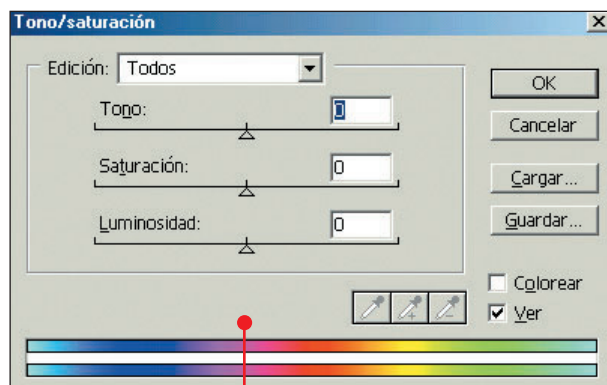 Tono/saturación
Edición: Todos
OK
Tono: 0
Cancelar
Saturación: 0
Cargar...
Luminosidad: 0
Guardar...
Colorear
Ver